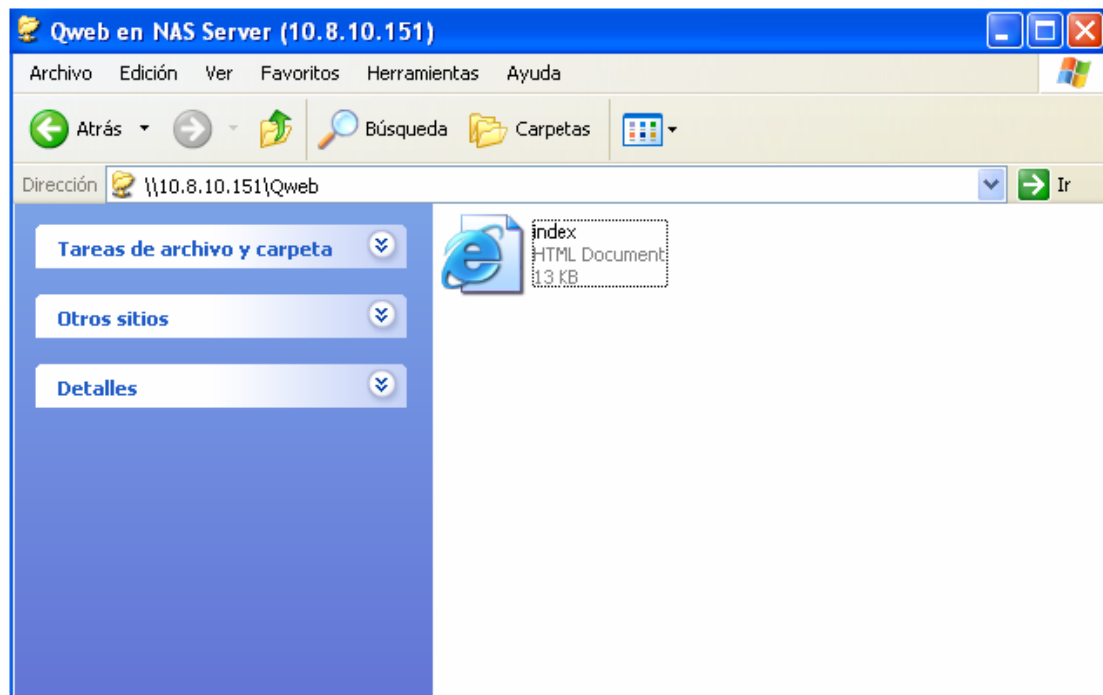 Qweb en NAS Server (10.8.10.151)
Archivo Edición Ver Favoritos Herramientas Ayuda
Atrás Búsqueda Carpetas
Dirección \\10.8.10.151\Qweb Ir
Tareas de archivo y carpeta
Otros sitios
Detalles
index
HTML Document
13 KB